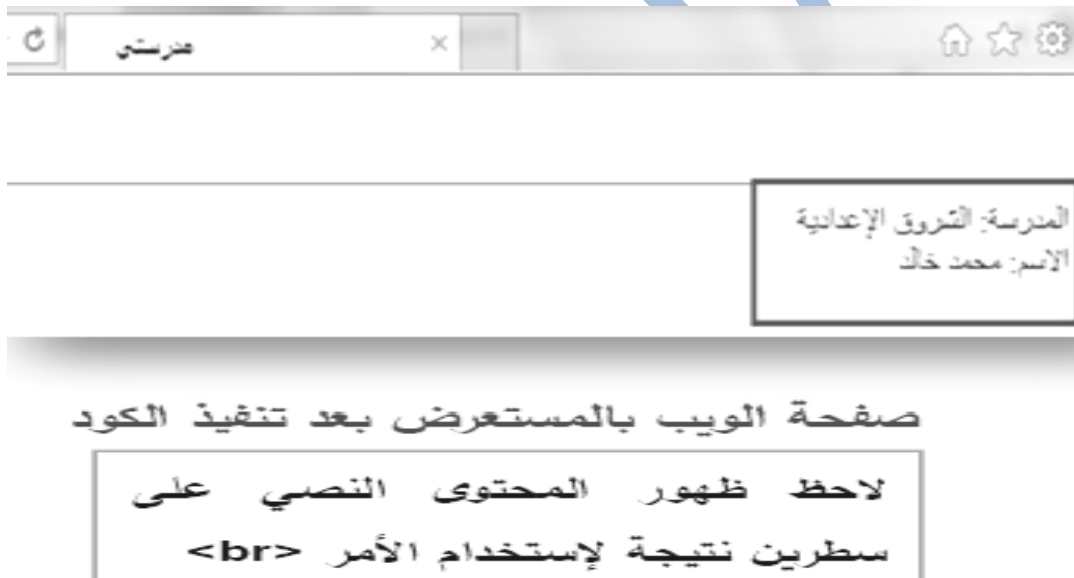 مدرستي
المدرسة: الشروق الإعدادية
الاسم: محمد خالد
صفحة الويب بالمستعرض بعد تنفيذ الكود
لاحظ ظهور المحتوى النصي على
سطرين نتيجة لإستخدام الأمر <br>